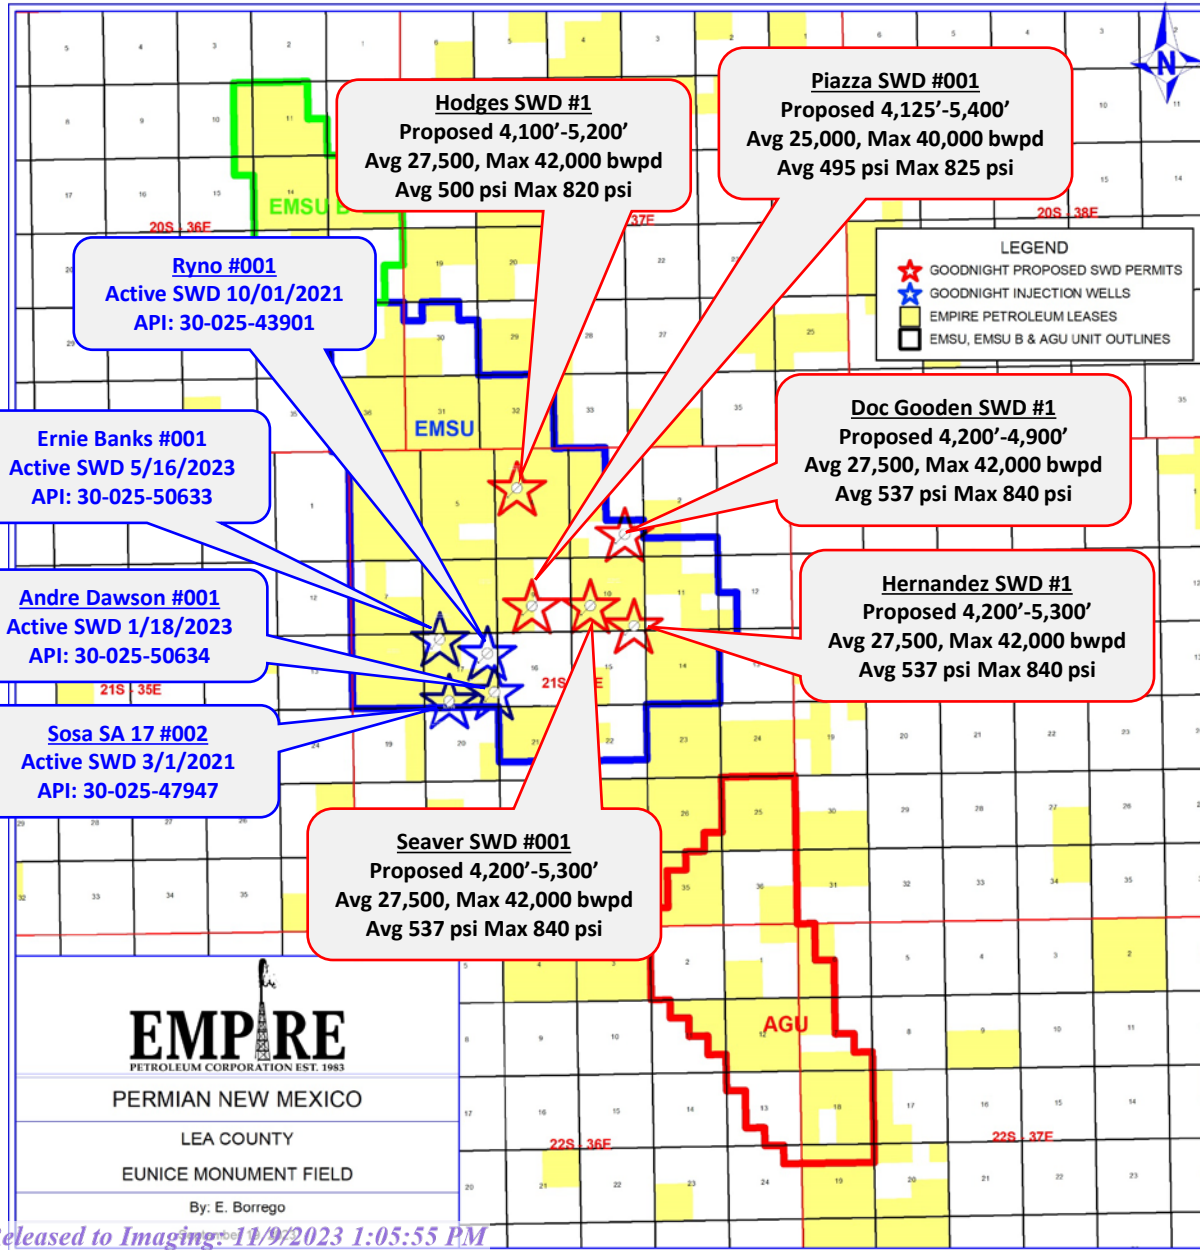 Hodges SWD #1
Proposed 4,100’-5,200’
Avg 27,500, Max 42,000 bwpd
Avg 500 psi Max 820 psi
Piazza SWD #001
Proposed 4,125’-5,400’
Avg 25,000, Max 40,000 bwpd
Avg 495 psi Max 825 psi
N
EMSU B
20S - 36E
37E
20S - 38E
LEGEND
GOODNIGHT PROPOSED SWD PERMITS
GOODNIGHT INJECTION WELLS
EMPIRE PETROLEUM LEASES
EMSU, EMSU B & AGU UNIT OUTLINES
Ryno #001
Active SWD 10/01/2021
API: 30-025-43901
EMSU
Doc Gooden SWD #1
Proposed 4,200’-4,900’
Avg 27,500, Max 42,000 bwpd
Avg 537 psi Max 840 psi
Ernie Banks #001
Active SWD 5/16/2023
API: 30-025-50633
Hernandez SWD #1
Proposed 4,200’-5,300’
Avg 27,500, Max 42,000 bwpd
Avg 537 psi Max 840 psi
Andre Dawson #001
Active SWD 1/18/2023
API: 30-025-50634
21S - 35E
21S
E
Sosa SA 17 #002
Active SWD 3/1/2021
API: 30-025-47947
Seaver SWD #001
Proposed 4,200’-5,300’
Avg 27,500, Max 42,000 bwpd
Avg 537 psi Max 840 psi
AGU
22S - 36E
22S - 37E
EMPIRE
PETROLEUM CORPORATION EST. 1983
PERMIAN NEW MEXICO
LEA COUNTY
EUNICE MONUMENT FIELD
By: E. Borrego
Released to Imaging: 11/9/2023 1:05:55 PM